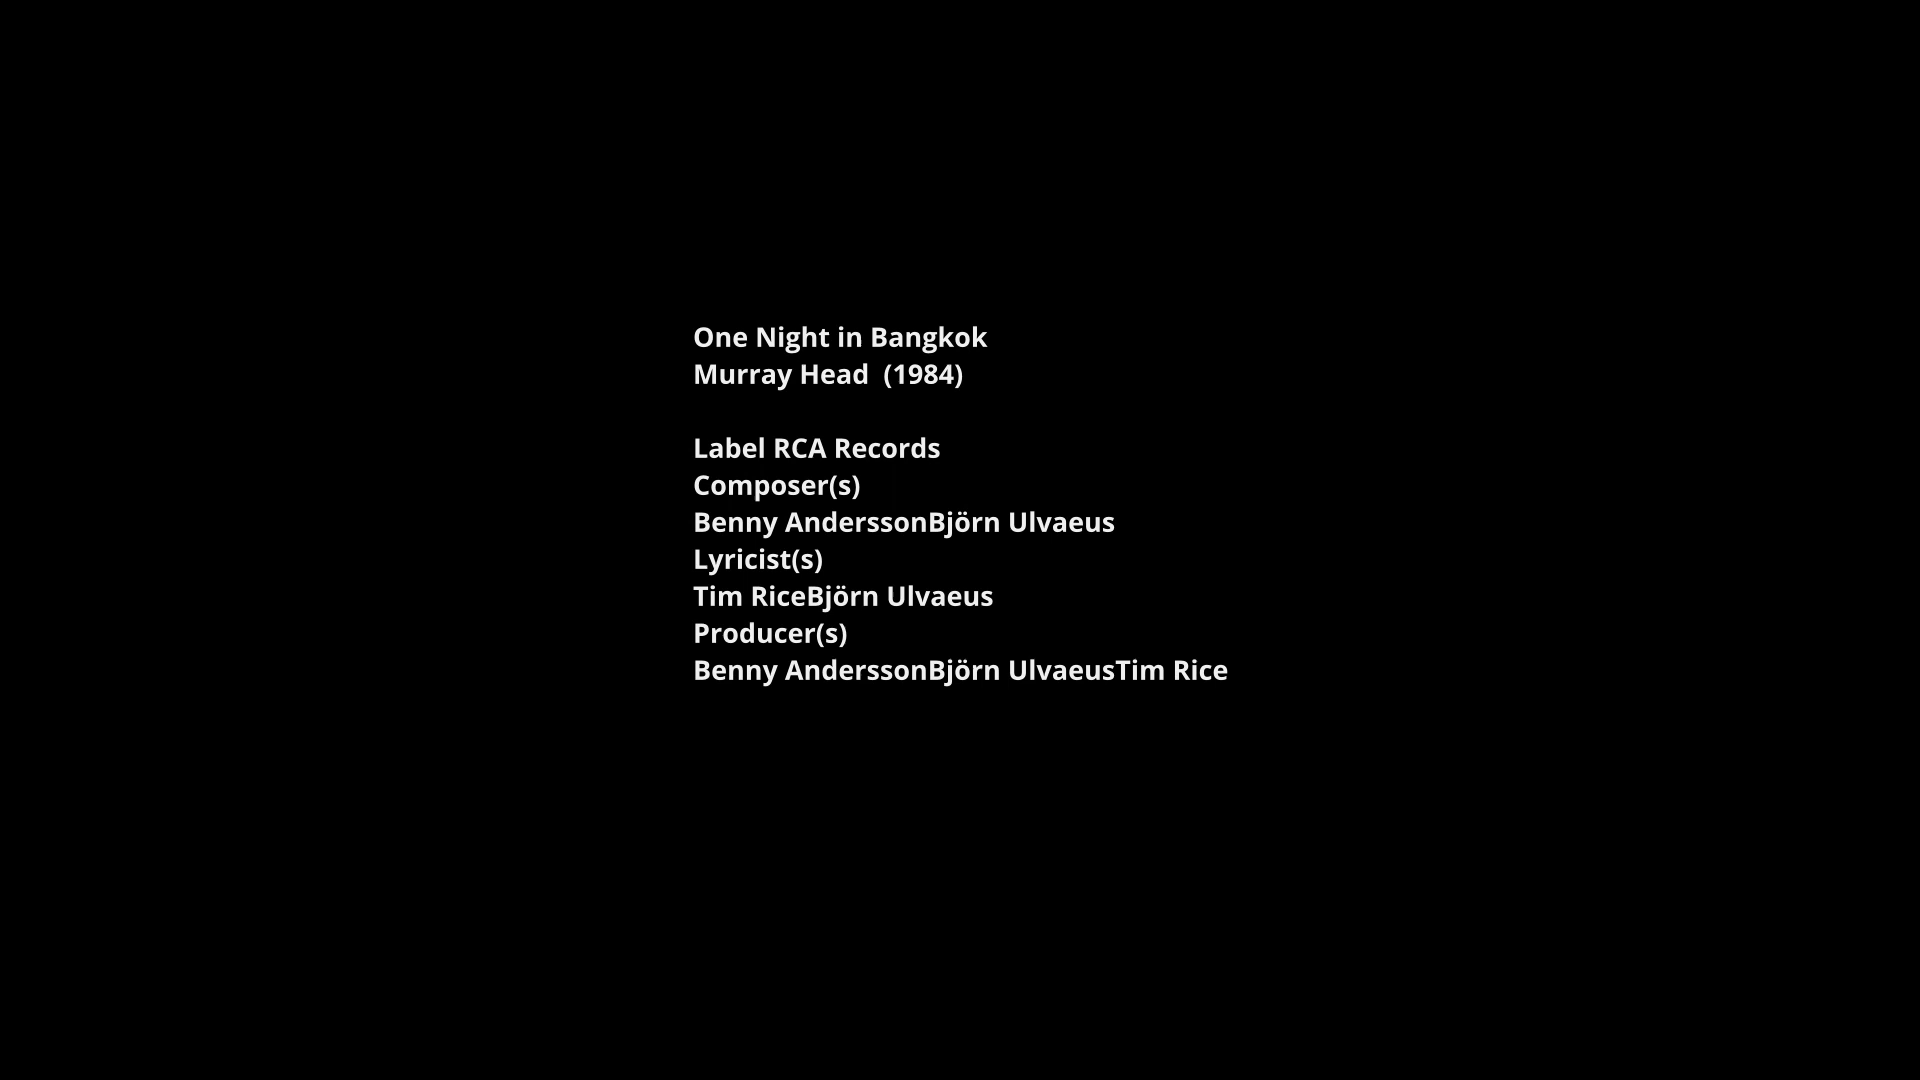 One Night in Bangkok
Murray Head  (1984)

Label RCA Records
Composer(s)
Benny AnderssonBjörn Ulvaeus
Lyricist(s)
Tim RiceBjörn Ulvaeus
Producer(s)
Benny AnderssonBjörn UlvaeusTim Rice